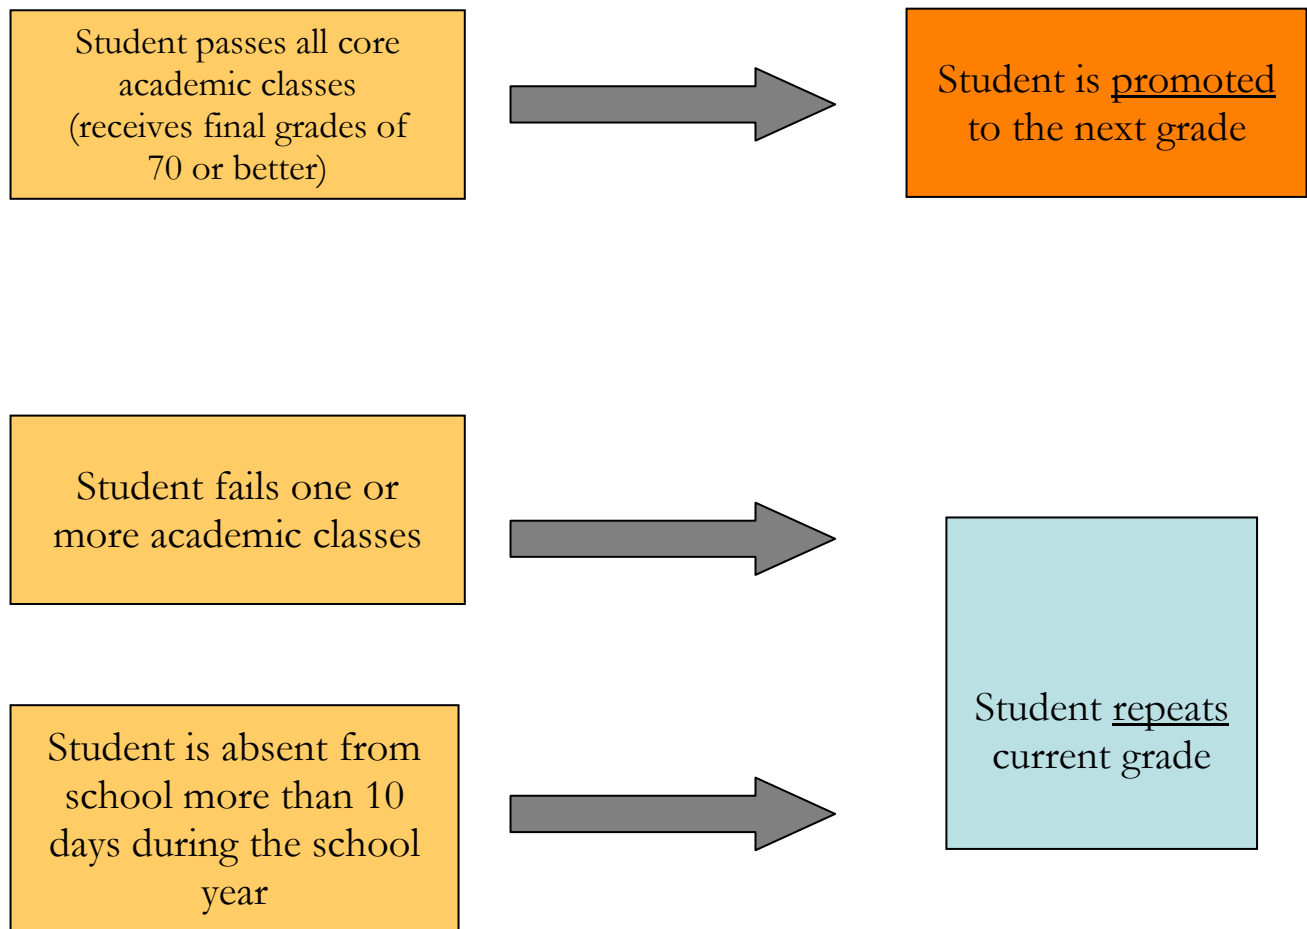 Student passes all core
academic classes
(receives final grades of
70 or better)
Student is promoted
to the next grade
Student fails one or
more academic classes
Student is absent from
school more than 10
days during the school
year
Student repeats
current grade